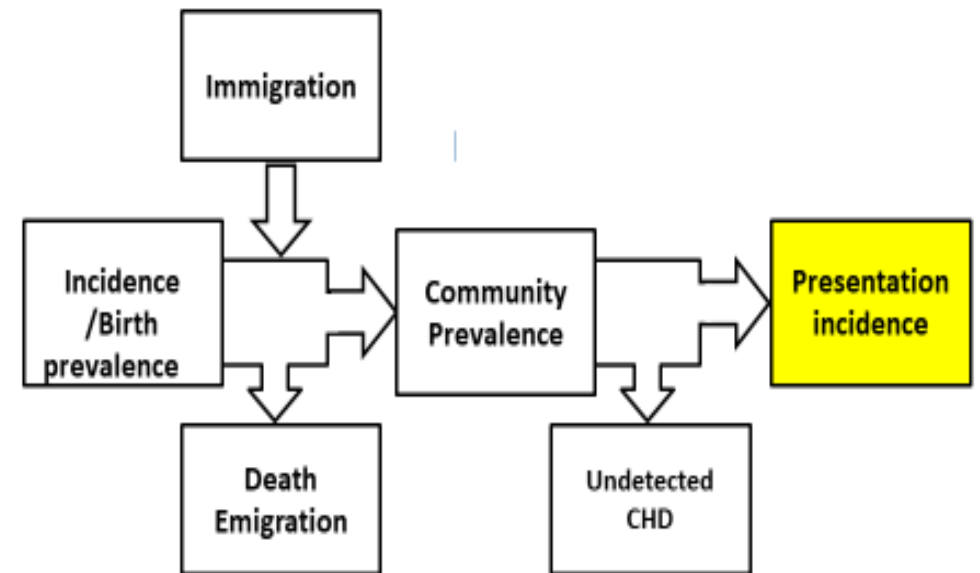 Immigration
Incidence
/Birth
prevalence
Community
Prevalence
Presentation
incidence
Death
Emigration
Undetected
CHD